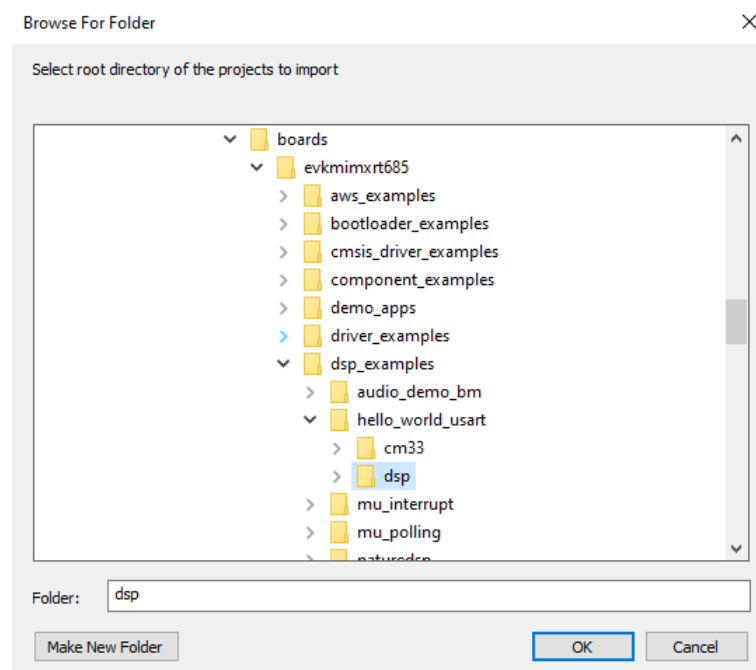 Browse For Folder
Select root directory of the projects to import
boards
evkmimxrt685
aws_examples
bootloader_examples
cmsis_driver_examples
component_examples
demo_apps
driver_examples
dsp_examples
audio_demo_bm
hello_world_usart
cm33
dsp
mu_interrupt
mu_polling
naturedsp
Folder: dsp
Make New Folder OK Cancel